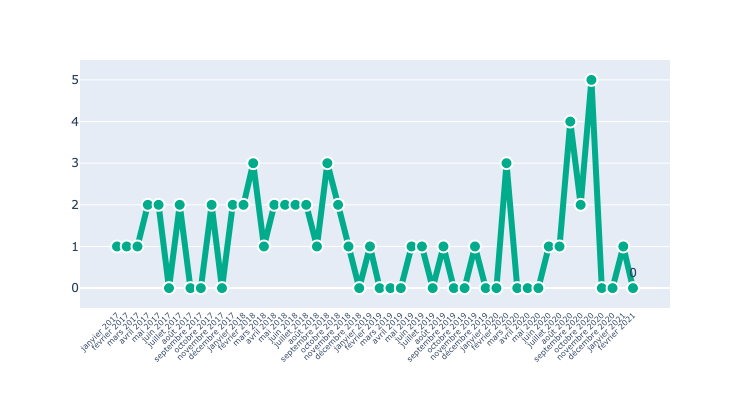 5
4
3
2
1
0
0
janvier 2017
février 2017
mars 2017
avril 2017
mai 2017
juin 2017
juillet 2017
août 2017
septembre 2017
octobre 2017
novembre 2017
décembre 2017
janvier 2018
février 2018
mars 2018
avril 2018
mai 2018
juin 2018
juillet 2018
août 2018
septembre 2018
octobre 2018
novembre 2018
décembre 2018
janvier 2019
février 2019
mars 2019
avril 2019
mai 2019
juin 2019
juillet 2019
août 2019
septembre 2019
octobre 2019
novembre 2019
décembre 2019
janvier 2020
février 2020
mars 2020
avril 2020
mai 2020
juin 2020
juillet 2020
août 2020
septembre 2020
octobre 2020
novembre 2020
décembre 2020
janvier 2021
février 2021